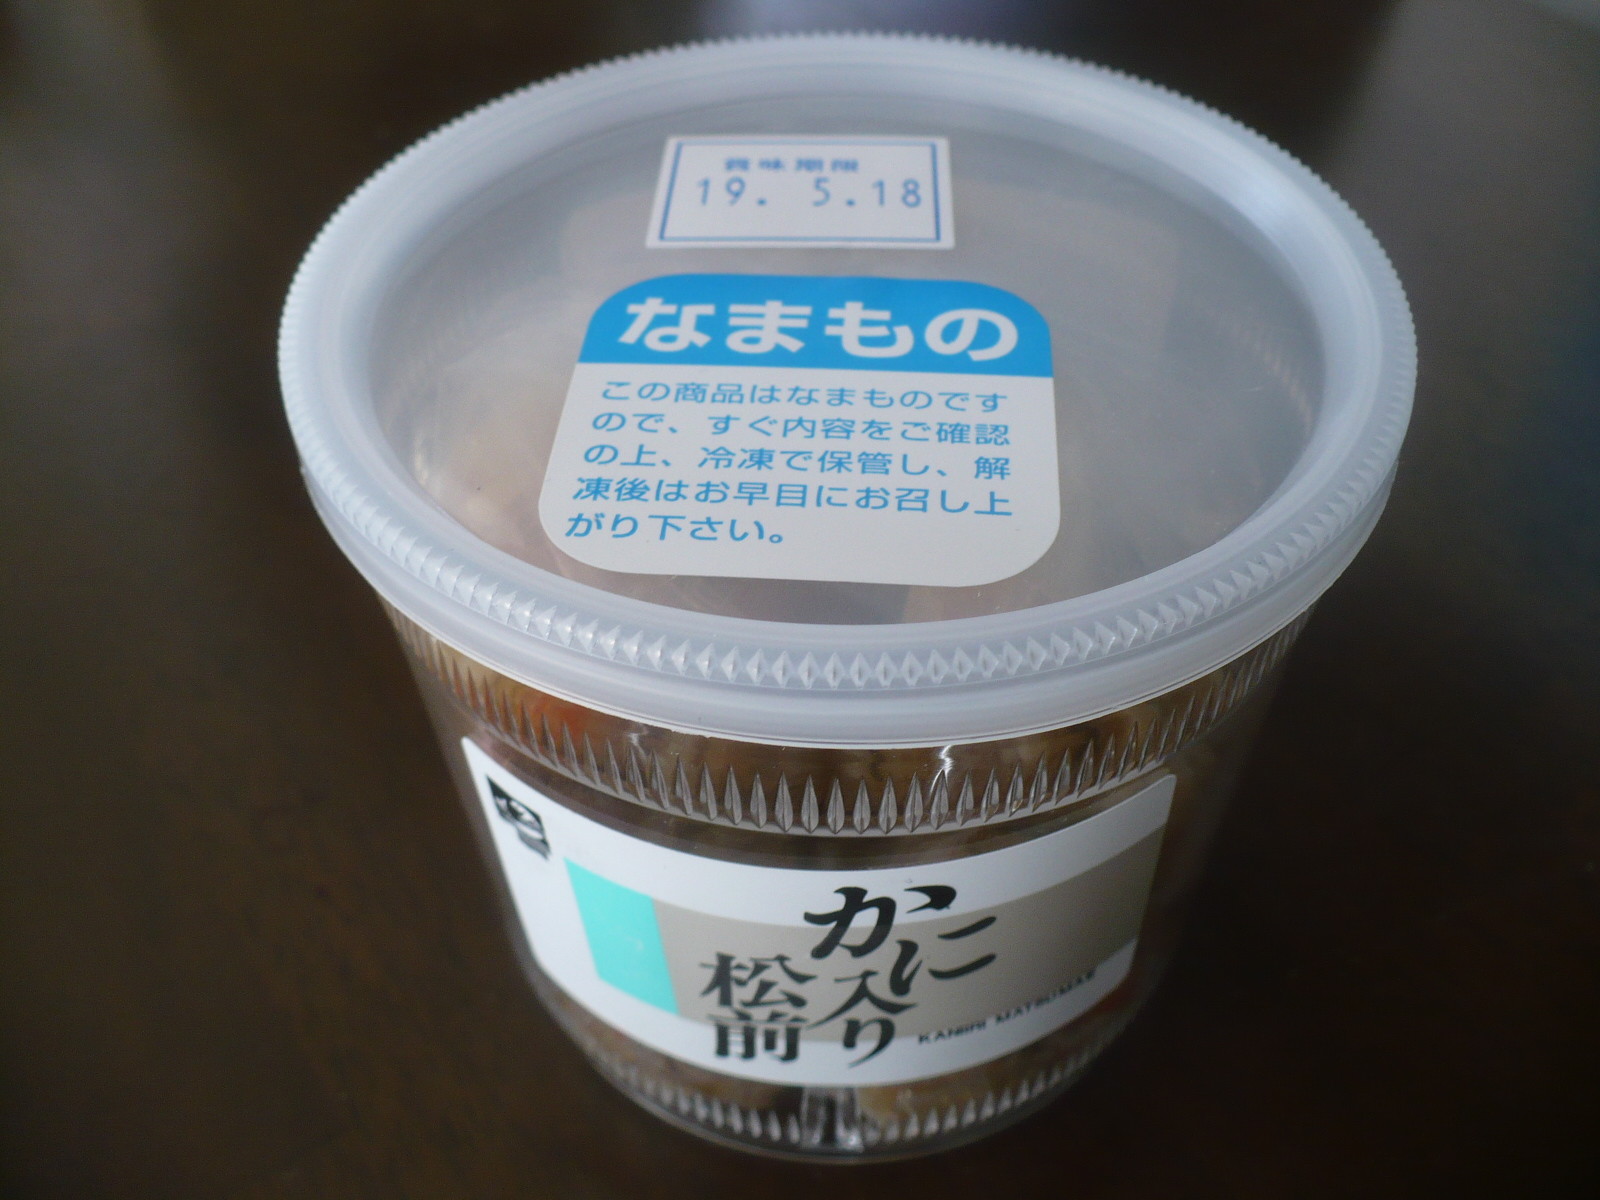 賞味期限
19. 5.18
なまもの
この商品はなまものです
ので、すぐ内容をご確認
の上、冷凍で保管し、解
凍後はお早目にお召し上
がり下さい。
かに
入り
松前
KANIIRI MATSUMAE